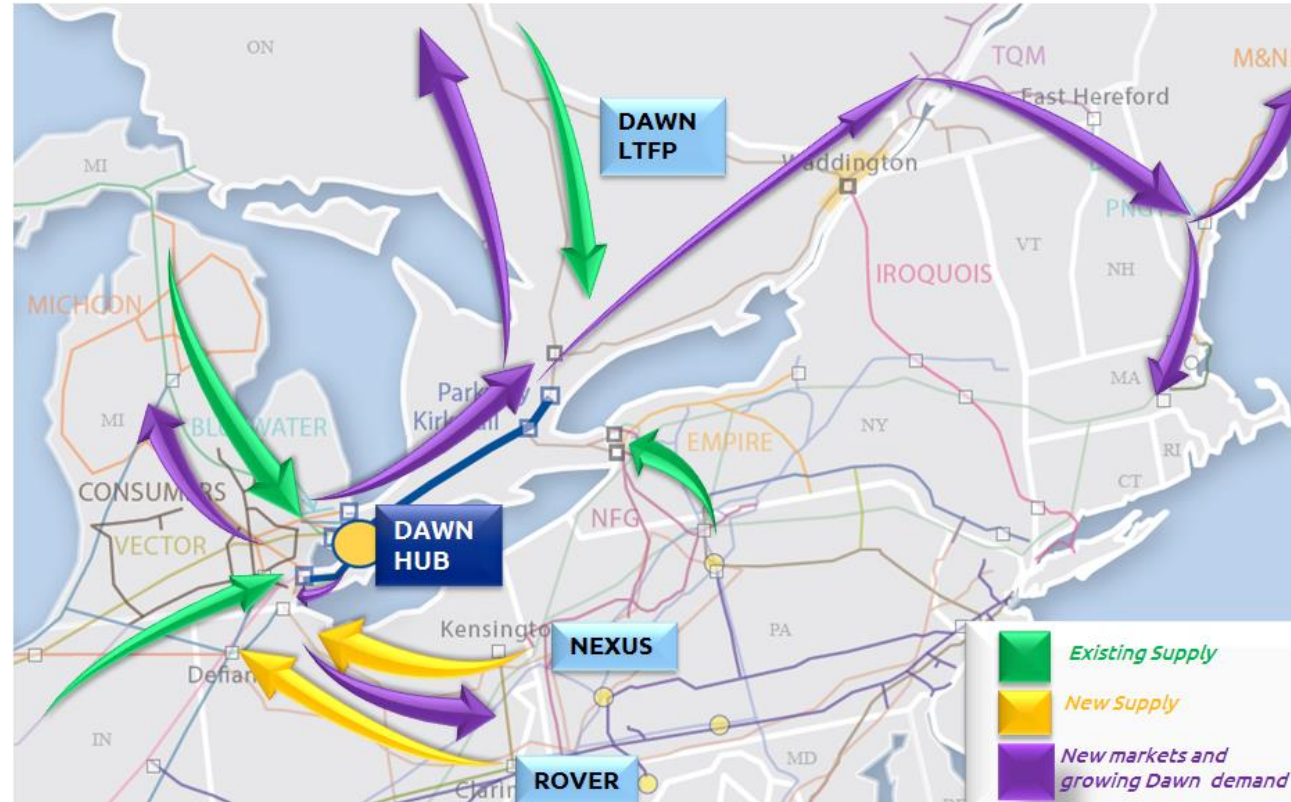 ON
TQM
M&N
East Hereford
DAWN
LTFP
MI
Waddington
PNGTS
VT
IROQUOIS
NH
MICHCON
MA
MI
BLUEWATER
Parkway
Kirkwall
EMPIRE
NY
RI
CT
CONSUMERS
NFG
VECTOR
DAWN
HUB
Kensington
NEXUS
PA
Existing Supply
Defiance
New Supply
IN
MD
New markets and
growing Dawn demand
ROVER
Clarin